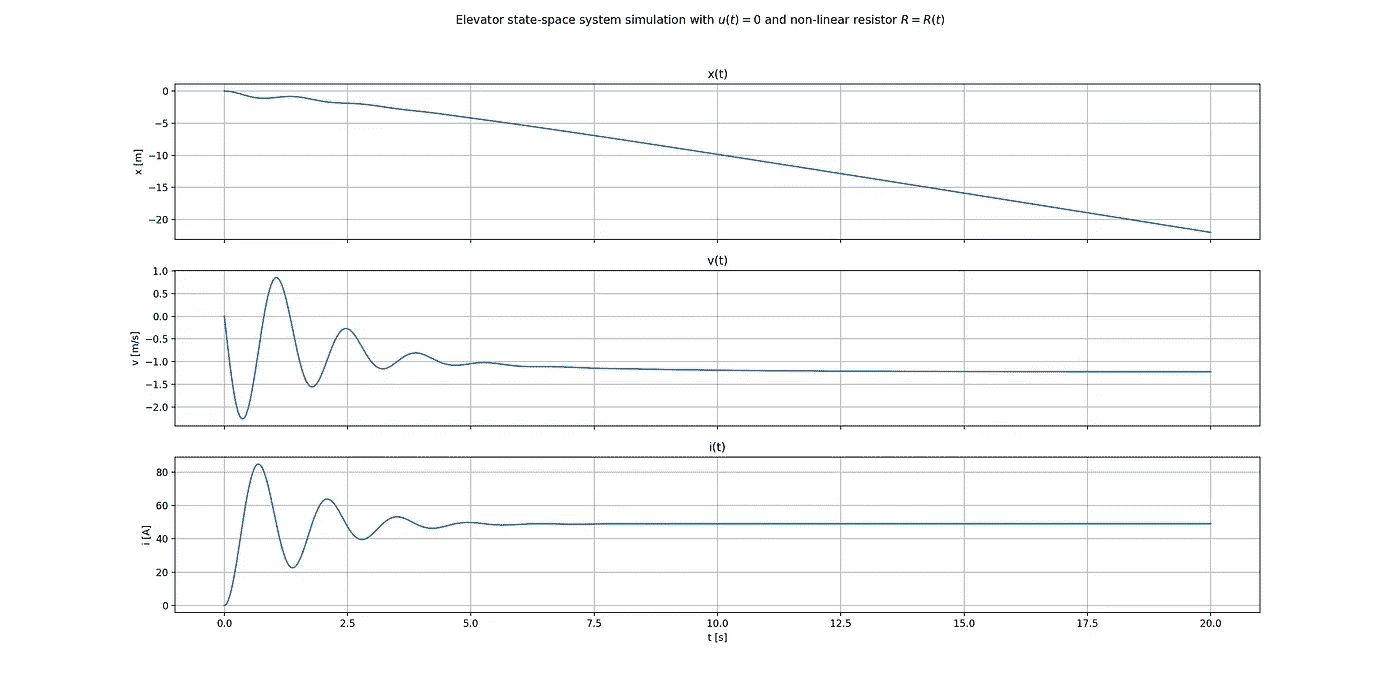 Elevator state-space system simulation with u(t) = 0 and non-linear resistor R = R(t)
x(t)
0
−5
−10
−15
−20
x [m]
v(t)
1.0
0.5
0.0
−0.5
−1.0
−1.5
−2.0
v [m/s]
i(t)
80
60
40
20
0
i [A]
0.0 2.5 5.0 7.5 10.0 12.5 15.0 17.5 20.0
t [s]